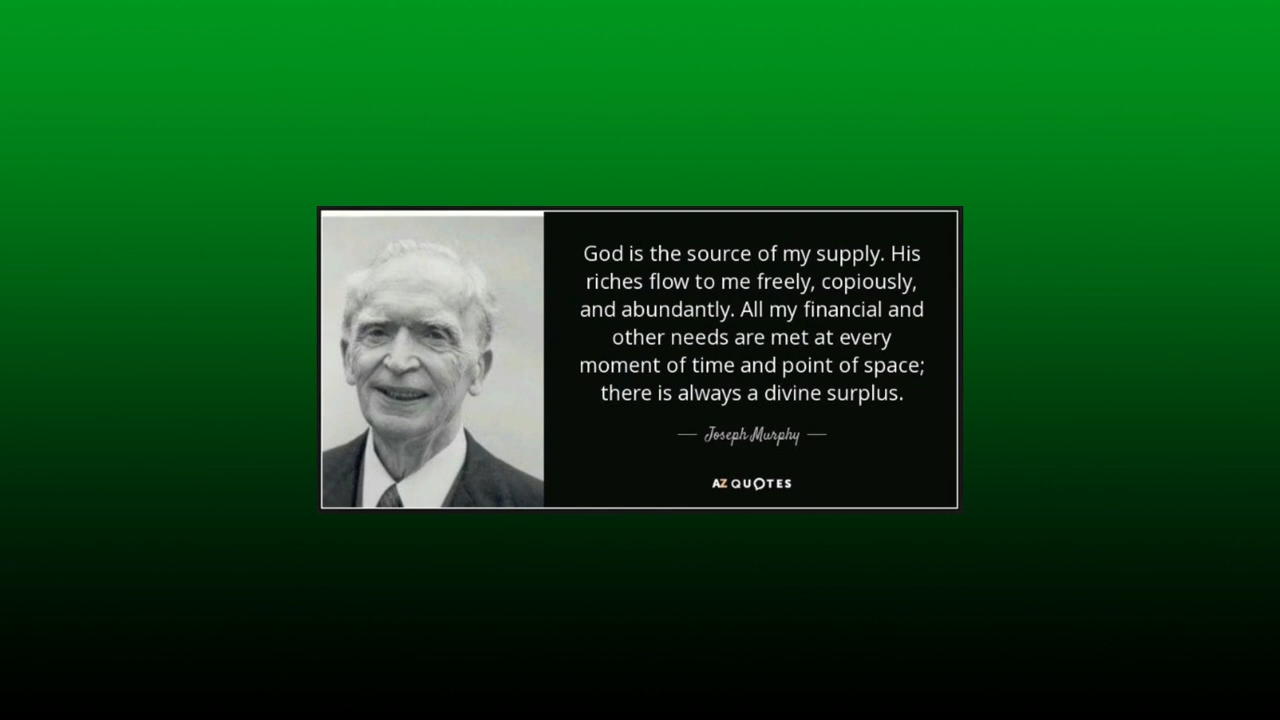 God is the source of my supply. His
riches flow to me freely, copiously,
and abundantly. All my financial and
other needs are met at every
moment of time and point of space;
there is always a divine surplus.
Joseph Murphy
AZ QUOTES